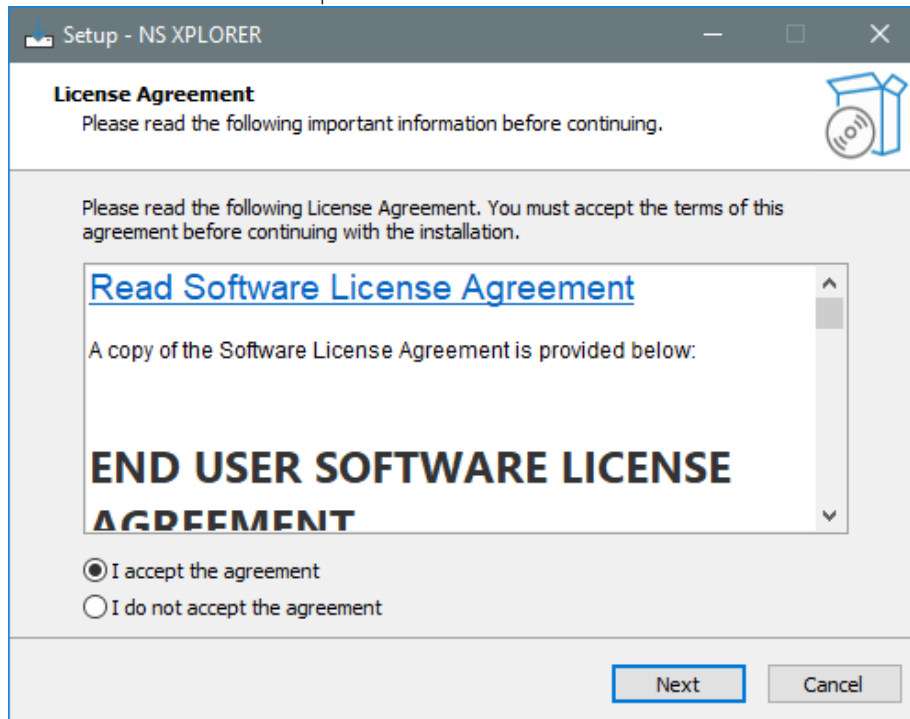 Setup - NS XPLORER
License Agreement
Please read the following important information before continuing.
Please read the following License Agreement. You must accept the terms of this
agreement before continuing with the installation.
Read Software License Agreement
A copy of the Software License Agreement is provided below:
END USER SOFTWARE LICENSE
AGREEMENT
I accept the agreement
I do not accept the agreement
Next
Cancel